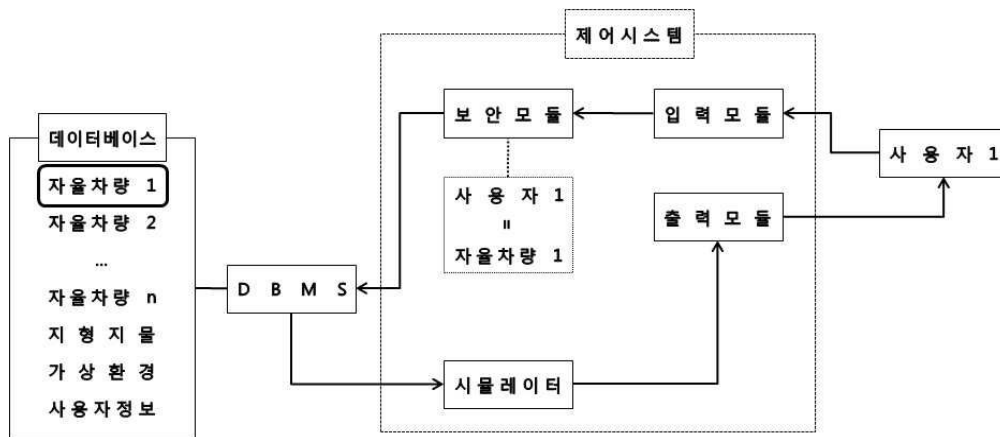 제어시스템
보안모듈
입력모듈
사용자1
사용자1
=
자율차량 1
출력모듈
데이터베이스
자율차량 1
자율차량 2
...
자율차량 n
지형지물
가상환경
사용자정보
DBMS
시뮬레이터